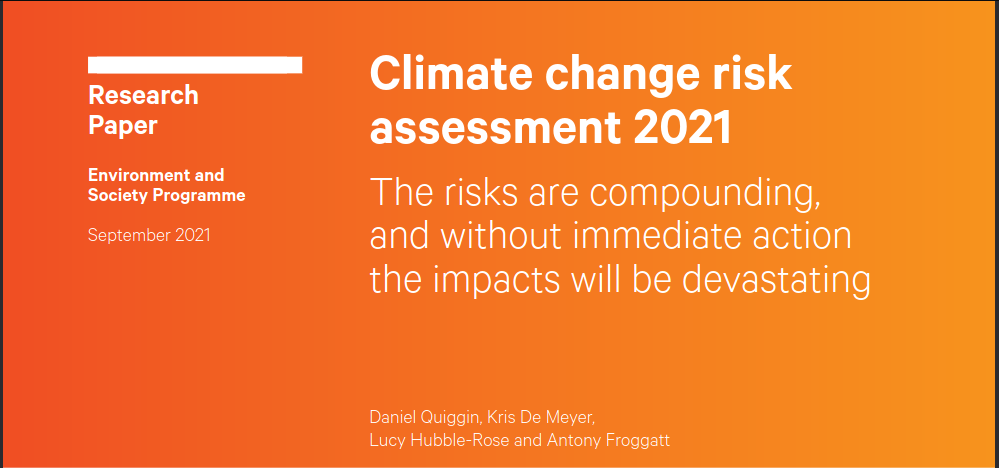 Research
Paper
Environment and
Society Programme
September 2021
Climate change risk
assessment 2021
The risks are compounding,
and without immediate action
the impacts will be devastating
Daniel Quiggin, Kris De Meyer,
Lucy Hubble-Rose and Antony Froggatt